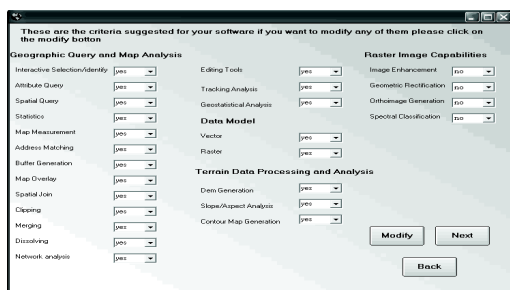 These are the criteria suggested for your software if you want to modify any of them please click on
the modify botton
Geographic Query and Map Analysis
Interactive Selection/identify yes
Attribute Query yes
Spatial Query yes
Statistics yes
Map Measurement yes
Address Matching yes
Buffer Generation yes
Map Overlay yes
Spatial Join yes
Clipping yes
Merging yes
Dissolving yes
Network analysis yes
Editing Tools yes
Tracking Analysis yes
Geostatistical Analysis yes
Data Model
Vector yes
Raster yes
Terrain Data Processing and Analysis
Dem Generation yes
Slope/Aspect Analysis yes
Contour Map Generation yes
Raster Image Capabilities
Image Enhancement no
Geometric Rectification no
Orthoimage Generation no
Spectral Classification no
Modify
Next
Back